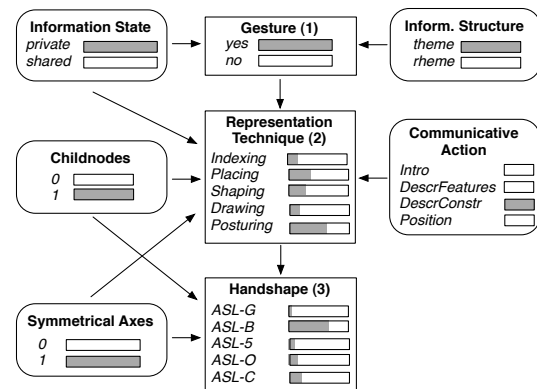 Information State
private
shared
Gesture (1)
yes
no
Inform. Structure
theme
rheme
Childnodes
0
1
Representation
Technique (2)
Indexing
Placing
Shaping
Drawing
Posturing
Communicative
Action
Intro
DescrFeatures
DescrConstr
Position
Symmetrical Axes
0
1
Handshape (3)
ASL-G
ASL-B
ASL-5
ASL-O
ASL-C